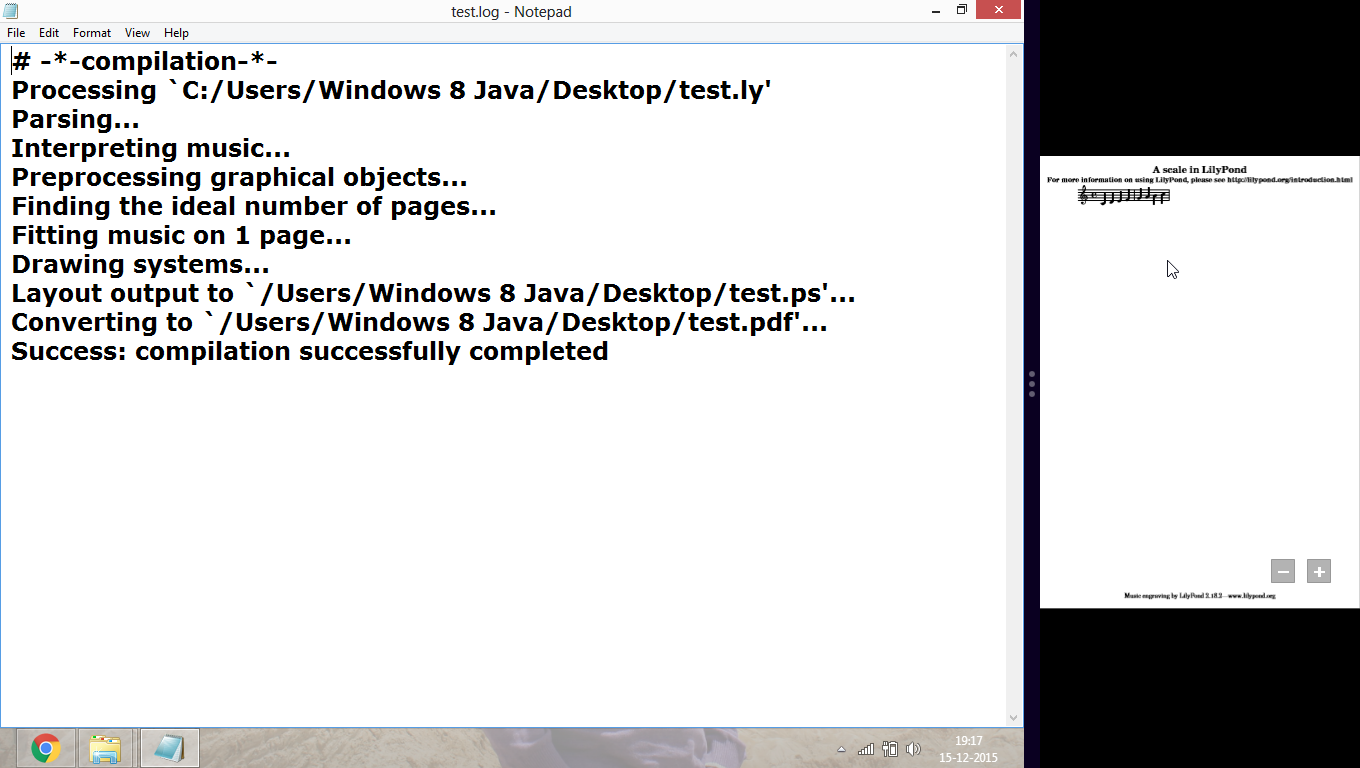 test.log - Notepad
File Edit Format View Help
# -*-compilation-*-
Processing `C:/Users/Windows 8 Java/Desktop/test.ly'
Parsing...
Interpreting music...
Preprocessing graphical objects...
Finding the ideal number of pages...
Fitting music on 1 page...
Drawing systems...
Layout output to `/Users/Windows 8 Java/Desktop/test.ps'...
Converting to `/Users/Windows 8 Java/Desktop/test.pdf'...
Success: compilation successfully completed
19:17
15-12-2015
A scale in LilyPond
For more information on using LilyPond, please see http://lilypond.org/introduction.html
Music engraving by LilyPond 2.18.2—www.lilypond.org